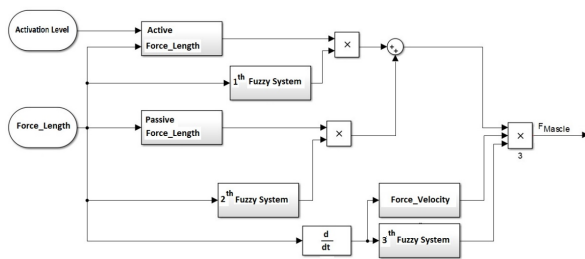 Activation Level
Active
Force_Length
×
+
+
1th Fuzzy System
Force_Length
Passive
Force_Length
×
×
3
FMascle
2th Fuzzy System
Force_Velocity
d
dt
3th Fuzzy System